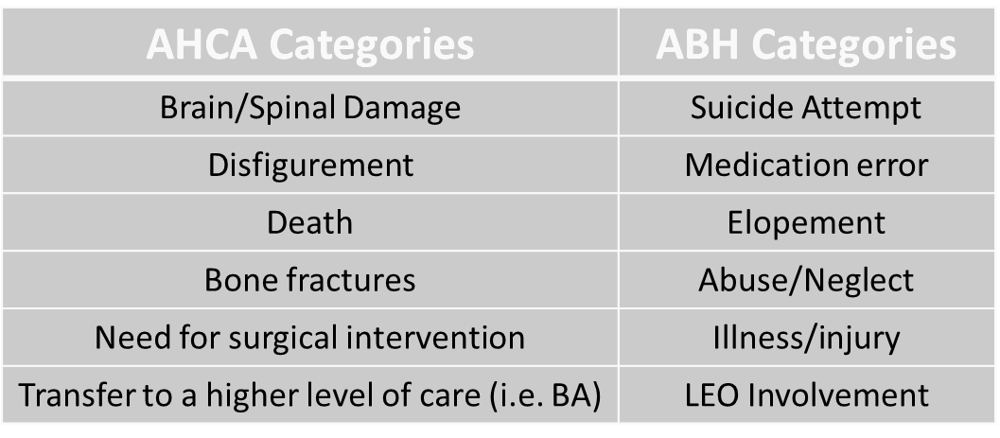 AHCA Categories ABH Categories
Brain/Spinal Damage Suicide Attempt
Disfigurement Medication error
Death Elopement
Bone fractures Abuse/Neglect
Need for surgical intervention Illness/injury
Transfer to a higher level of care (i.e. BA) LEO Involvement